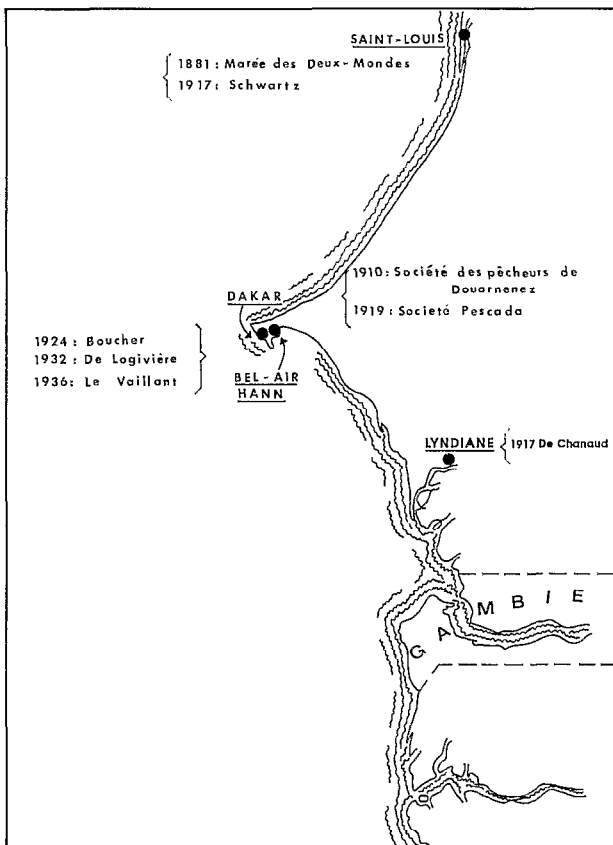 SAINT-LOUIS
1881: Marée des Deux-Mondes
1917: Schwartz
1910: Société des pêcheurs de
Douarnenez
1919: Societé Pescada
DAKAR
1924: Boucher
1932: De Logivière
1936: Le Vaillant
BEL-AIR
HANN
LYNDIANE
1917 De Chanaud
GAMBIE